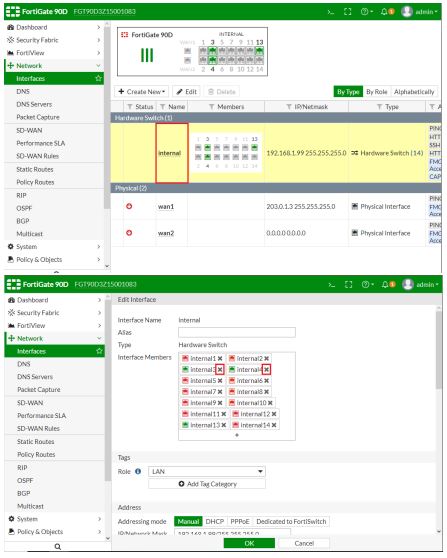 FortiGate 90D FGT90D3Z15001083
>_
admin
Dashboard
Security Fabric
FortiView
Network
Interfaces
DNS
DNS Servers
Packet Capture
SD-WAN
Performance SLA
SD-WAN Rules
Static Routes
Policy Routes
RIP
OSPF
BGP
Multicast
System
Policy & Objects
FortiGate 90D
INTERNAL
WAN1 1 3 5 7 9 11 13
WAN2 2 4 6 8 10 12 14
+ Create New Edit Delete By Type By Role Alphabetically
Status Name Members IP/Netmask Type
Hardware Switch (1)
internal
1 3 5 7 9 11 13
2 4 6 8 10 12 14
192.168.1.99 255.255.255.0
Hardware Switch (14)
PING
HTT
SSH
HTT
FMG
Acce
CAP
Physical (2)
wan1 203.0.1.3 255.255.255.0 Physical Interface
PING
FMG
Acce
wan2 0.0.0.0 0.0.0.0 Physical Interface
PING
FMG
Acce
FortiGate 90D FGT90D3Z15001083
>_
admin
Dashboard
Security Fabric
FortiView
Network
Interfaces
DNS
DNS Servers
Packet Capture
SD-WAN
Performance SLA
SD-WAN Rules
Static Routes
Policy Routes
RIP
OSPF
BGP
Multicast
System
Policy & Objects
Edit Interface
Interface Name Internal
Alias
Type Hardware Switch
Interface Members
internal1 ✖ internal2 ✖
internal3 ✖ internal4 ✖
internal5 ✖ internal6 ✖
internal7 ✖ internal8 ✖
internal9 ✖ internal10 ✖
internal11 ✖ internal12 ✖
internal13 ✖ internal14 ✖
+
Tags
Role LAN
Add Tag Category
Address
Addressing mode Manual DHCP PPPoE Dedicated to FortiSwitch
IP/Network Mask 192.168.1.99/255.255.255.0
OK Cancel